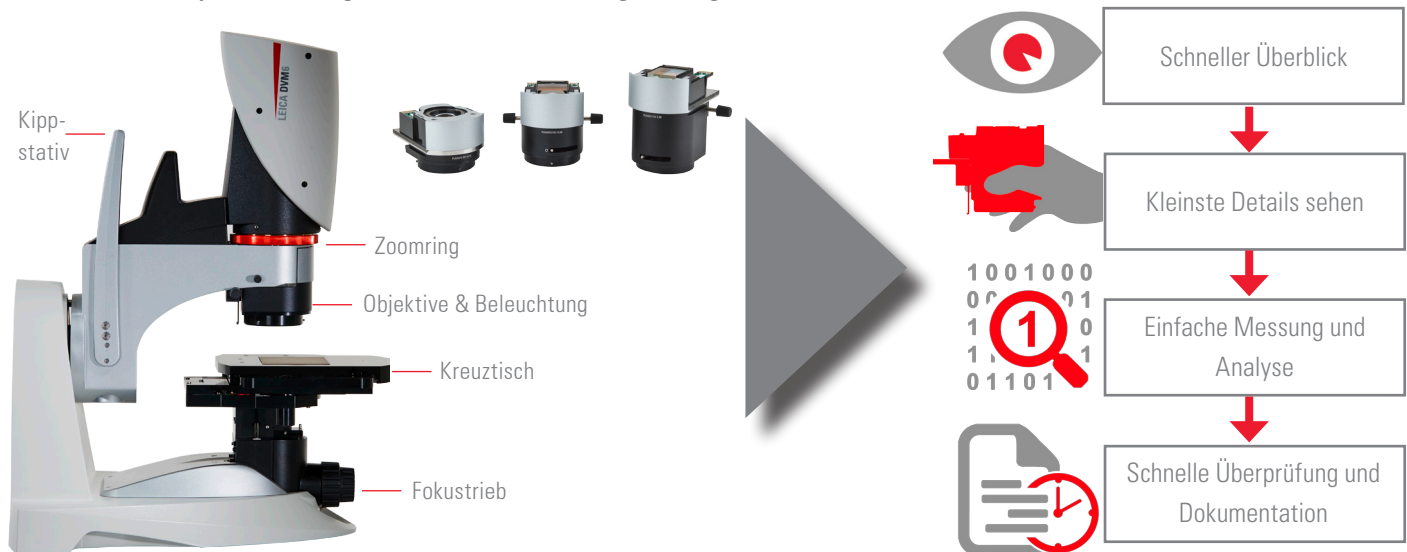 LEICA DVM6
Kipp-
stativ
Zoomring
Objektive & Beleuchtung
Kreuztisch
Fokustrieb
Schneller Überblick
Kleinste Details sehen
1001000
1
Einfache Messung und
Analyse
01101
Schnelle Überprüfung und
Dokumentation